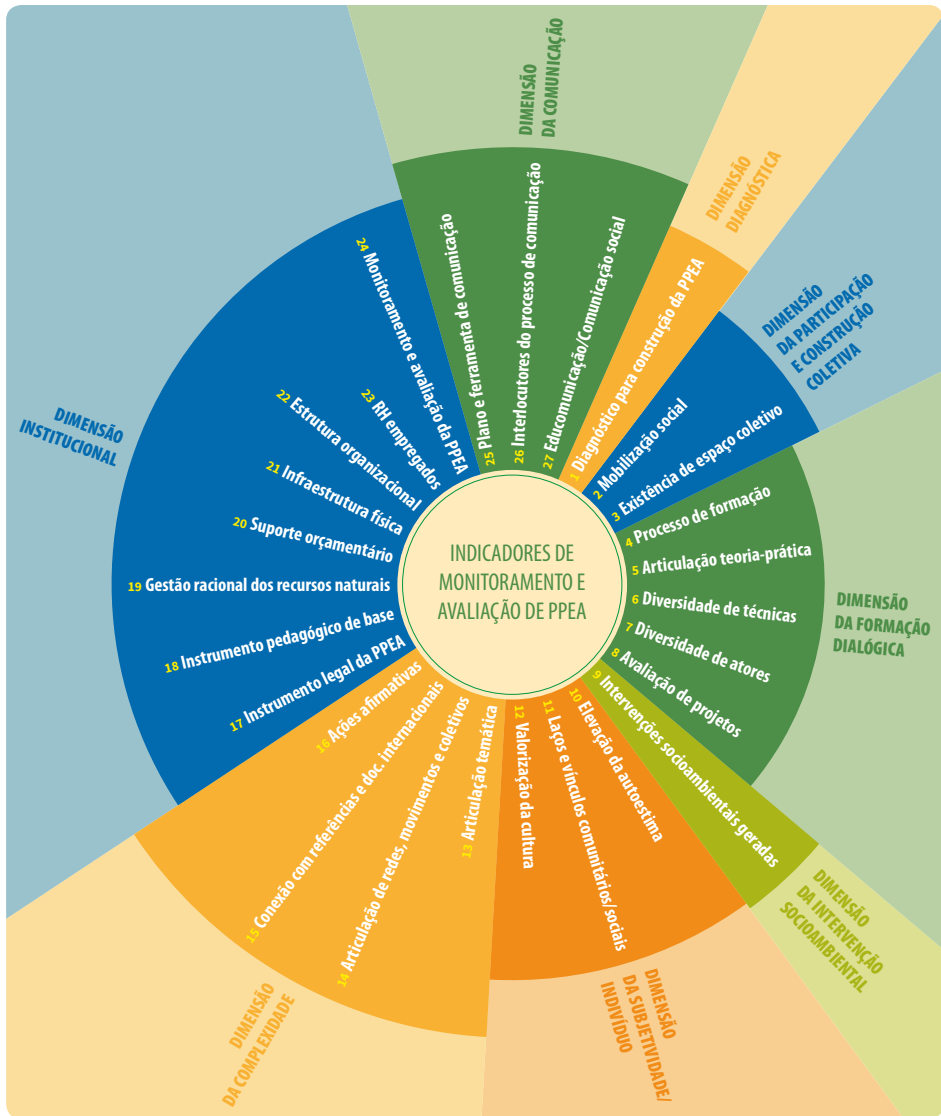 INDICADORES DE
MONITORAMENTO E
AVALIAÇÃO DE PPEA
DIMENSÃO
DIAGNÓSTICA
1 Diagnóstico para construção da PPEA
DIMENSÃO
DA PARTICIPAÇÃO
E CONSTRUÇÃO
COLETIVA
2 Mobilização social
3 Existência de espaço coletivo
DIMENSÃO
DA FORMAÇÃO
DIALÓGICA
4 Processo de formação
5 Articulação teoria-prática
6 Diversidade de técnicas
7 Diversidade de atores
8 Avaliação de projetos
DIMENSÃO
DA INTERVENÇÃO
SOCIOAMBIENTAL
9 Intervenções socioambientais geradas
DIMENSÃO
DA SUBJETIVIDADE/
INDIVÍDUO
10 Elevação da autoestima
11 Laços e vínculos comunitários/sociais
12 Valorização da cultura
DIMENSÃO
DA COMPLEXIDADE
13 Articulação temática
14 Articulação de redes, movimentos e coletivos
15 Conexão com referências e doc. internacionais
16 Ações afirmativas
DIMENSÃO
INSTITUCIONAL
17 Instrumento legal da PPEA
18 Instrumento pedagógico de base
19 Gestão racional dos recursos naturais
20 Suporte orçamentário
21 Infraestrutura física
22 Estrutura organizacional
23 RH empregados
24 Monitoramento e avaliação da PPEA
DIMENSÃO
DA COMUNICAÇÃO
25 Plano e ferramenta de comunicação
26 Interlocutores do processo de comunicação
27 Educomunicação/Comunicação social